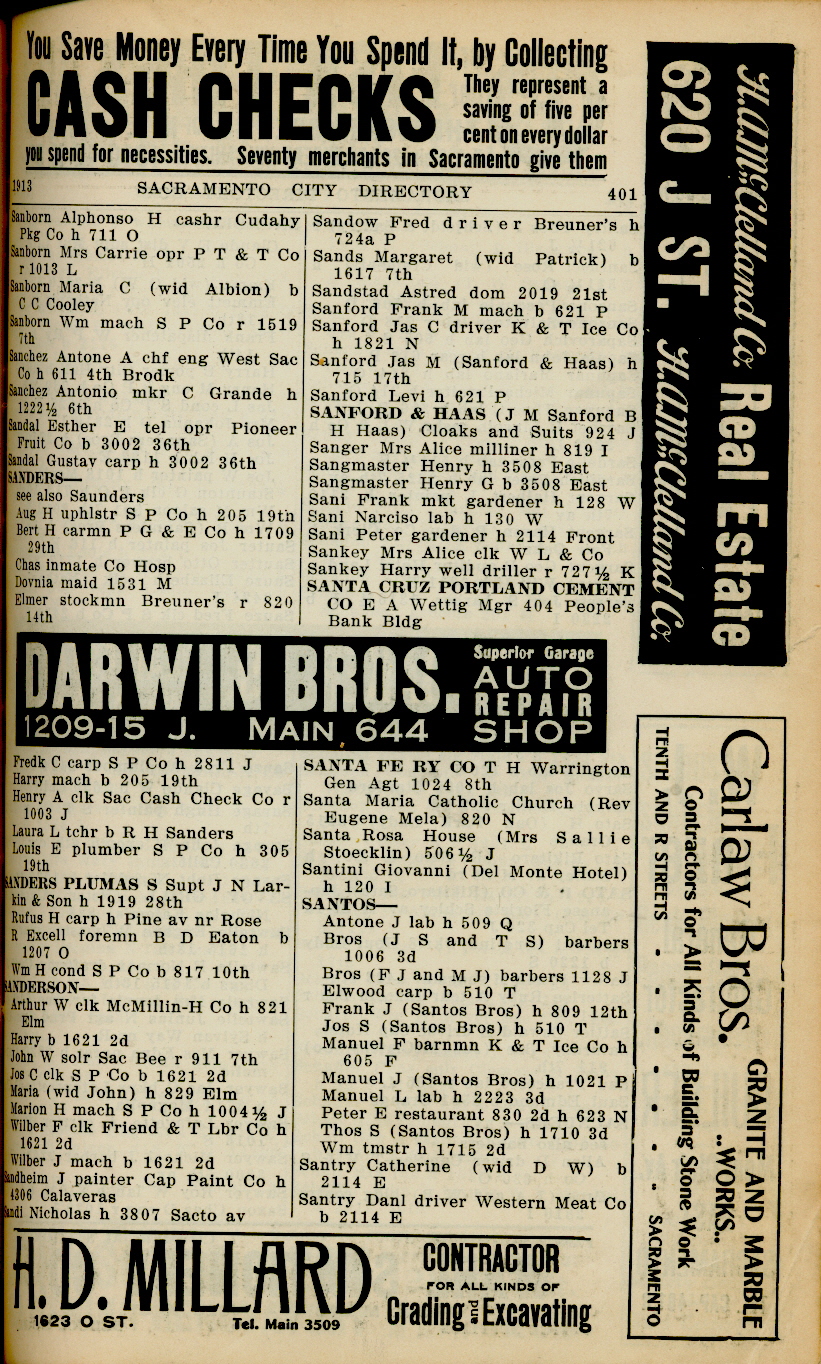 You Save Money Every Time You Spend It, by Collecting
CASH CHECKS
They represent a
saving of five per
cent on every dollar
you spend for necessities. Seventy merchants in Sacramento give them
1913 SACRAMENTO CITY DIRECTORY 401
Sanborn Alphonso H cashr Cudahy
Pkg Co h 711 O
Sanborn Mrs Carrie opr P T & T Co
r 1013 L
Sanborn Maria C (wid Albion) b
C C Cooley
Sanborn Wm mach S P Co r 1519
7th
Sanchez Antone A chf eng West Sac
Co h 611 4th Brodk
Sanchez Antonio mkr C Grande h
1222½ 6th
Sandal Esther E tel opr Pioneer
Fruit Co b 3002 36th
Sandal Gustav carp h 3002 36th
SANDERS—
see also Saunders
Aug H uphlstr S P Co h 205 19th
Bert H carmn P G & E Co h 1709
29th
Chas inmate Co Hosp
Dovnia maid 1531 M
Elmer stockmn Breuner's r 820
14th
Sandow Fred driver Breuner's h
724a P
Sands Margaret (wid Patrick) b
1617 7th
Sandstad Astred dom 2019 21st
Sanford Frank M mach b 621 P
Sanford Jas C driver K & T Ice Co
h 1821 N
Sanford Jas M (Sanford & Haas) h
715 17th
Sanford Levi h 621 P
SANFORD & HAAS (J M Sanford B
H Haas) Cloaks and Suits 924 J
Sanger Mrs Alice milliner h 819 I
Sangmaster Henry h 3508 East
Sangmaster Henry G b 3508 East
Sani Frank mkt gardener h 128 W
Sani Narciso lab h 130 W
Sani Peter gardener h 2114 Front
Sankey Mrs Alice clk W L & Co
Sankey Harry well driller r 727½ K
SANTA CRUZ PORTLAND CEMENT
CO E A Wettig Mgr 404 People's
Bank Bldg
DARWIN BROS.
1209-15 J. MAIN 644
Superior Garage
AUTO
REPAIR
SHOP
Fredk C carp S P Co h 2811 J
Harry mach b 205 19th
Henry A clk Sac Cash Check Co r
1003 J
Laura L tchr b R H Sanders
Louis E plumber S P Co h 305
19th
SANDERS PLUMAS S Supt J N Lar-
kin & Son h 1919 28th
Rufus H carp h Pine av nr Rose
R Excell foremn B D Eaton b
1207 O
Wm H cond S P Co b 817 10th
SANDERSON—
Arthur W clk McMillin-H Co h 821
Elm
Harry b 1621 2d
John W solr Sac Bee r 911 7th
Jos C clk S P Co b 1621 2d
Maria (wid John) h 829 Elm
Marion H mach S P Co h 1004½ J
Wilber F clk Friend & T Lbr Co h
1621 2d
Wilber J mach b 1621 2d
Sandheim J painter Cap Paint Co h
4306 Calaveras
Sandi Nicholas h 3807 Sacto av
SANTA FE RY CO T H Warrington
Gen Agt 1024 8th
Santa Maria Catholic Church (Rev
Eugene Mela) 820 N
Santa Rosa House (Mrs Sallie
Stoecklin) 506½ J
Santini Giovanni (Del Monte Hotel)
h 120 I
SANTOS—
Antone J lab h 509 Q
Bros (J S and T S) barbers
1006 3d
Bros (F J and M J) barbers 1128 J
Elwood carp b 510 T
Frank J (Santos Bros) h 809 12th
Jos S (Santos Bros) h 510 T
Manuel F barnmn K & T Ice Co h
605 F
Manuel J (Santos Bros) h 1021 P
Manuel L lab h 2223 3d
Peter E restaurant 830 2d h 623 N
Thos S (Santos Bros) h 1710 3d
Wm tmstr h 1715 2d
Santry Catherine (wid D W) b
2114 E
Santry Danl driver Western Meat Co
b 2114 E
H. D. MILLARD
1623 O ST. Tel. Main 3509
CONTRACTOR
FOR ALL KINDS OF
Grading and Excavating
H. A. McClelland Co. Real Estate
620 J ST. H. A. McClelland Co.
Carlaw Bros. GRANITE AND MARBLE
..WORKS..
Contractors for All Kinds of Building Stone Work
TENTH AND R STREETS - - - - - - - SACRAMENTO